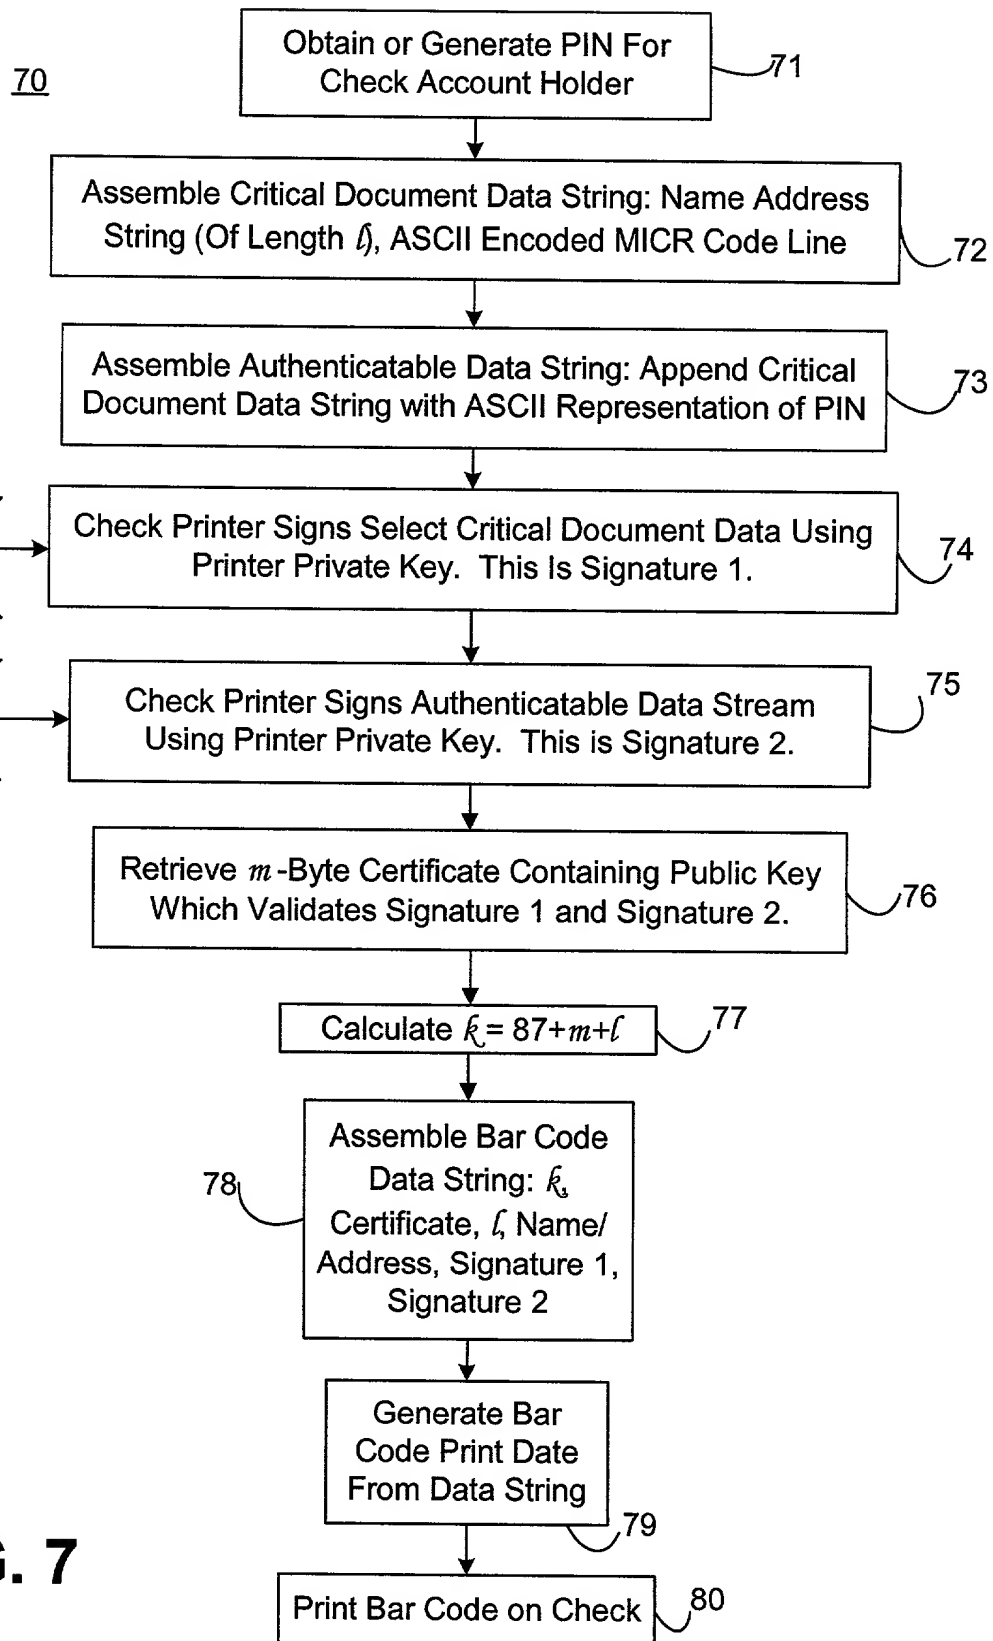 70
Obtain or Generate PIN For
Check Account Holder
71
Assemble Critical Document Data String: Name Address
String (Of Length l), ASCII Encoded MICR Code Line
72
Assemble Authenticatable Data String: Append Critical
Document Data String with ASCII Representation of PIN
73
Check Printer Signs Select Critical Document Data Using
Printer Private Key. This Is Signature 1.
74
Check Printer Signs Authenticatable Data Stream
Using Printer Private Key. This is Signature 2.
75
Retrieve m-Byte Certificate Containing Public Key
Which Validates Signature 1 and Signature 2.
76
Calculate k = 87+m+l
77
Assemble Bar Code
Data String: k,
Certificate, l, Name/
Address, Signature 1,
Signature 2
78
Generate Bar
Code Print Date
From Data String
79
Print Bar Code on Check
80
. 7